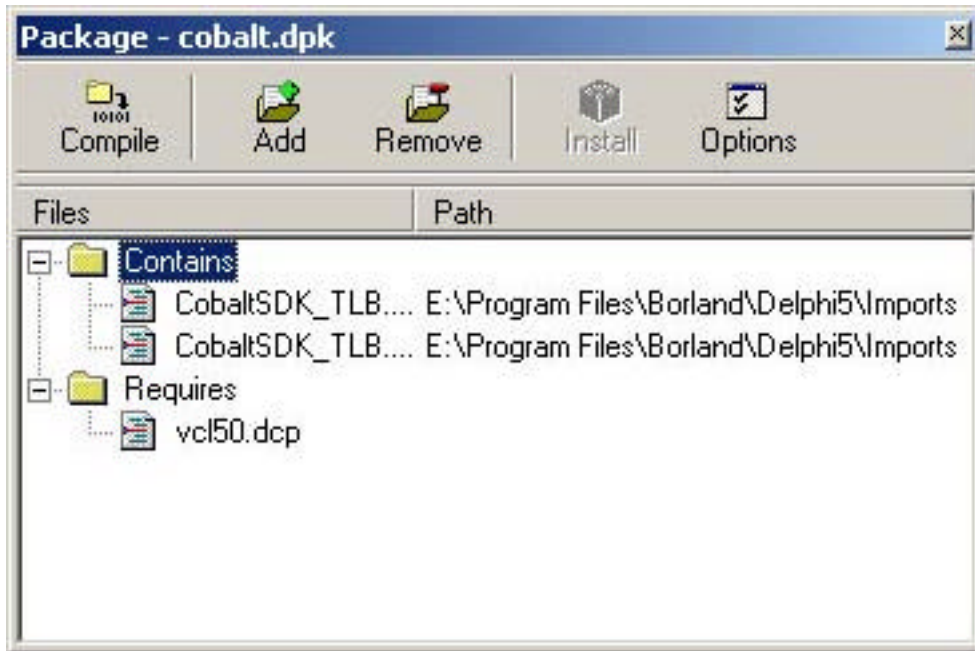 Package - cobalt.dpk
Compile Add Remove Install Options
Files Path
Contains
CobaltSDK_TLB.... E:\Program Files\Borland\Delphi5\Imports
CobaltSDK_TLB.... E:\Program Files\Borland\Delphi5\Imports
Requires
vcl50.dcp